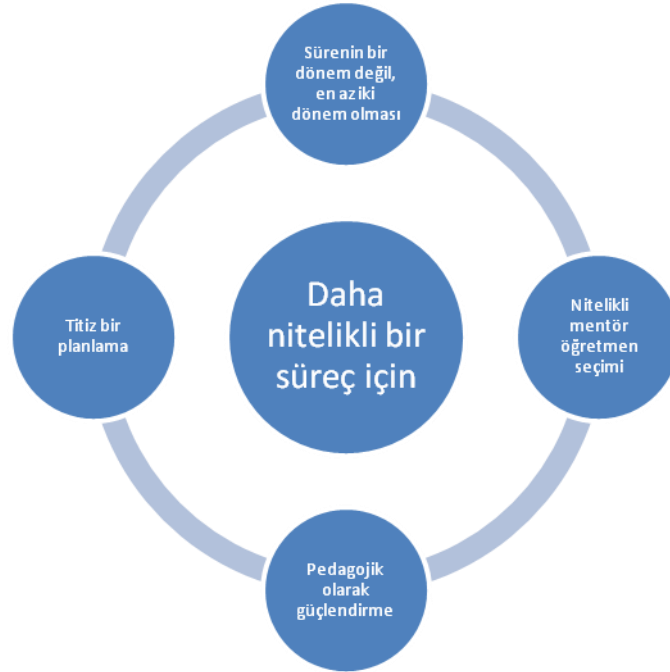 Sürenin bir
dönem değil,
en az iki
dönem olması
Daha
nitelikli bir
süreç için
Nitelikli
mentör
öğretmen
seçimi
Pedagojik
olarak
güçlendirme
Titiz bir
planlama